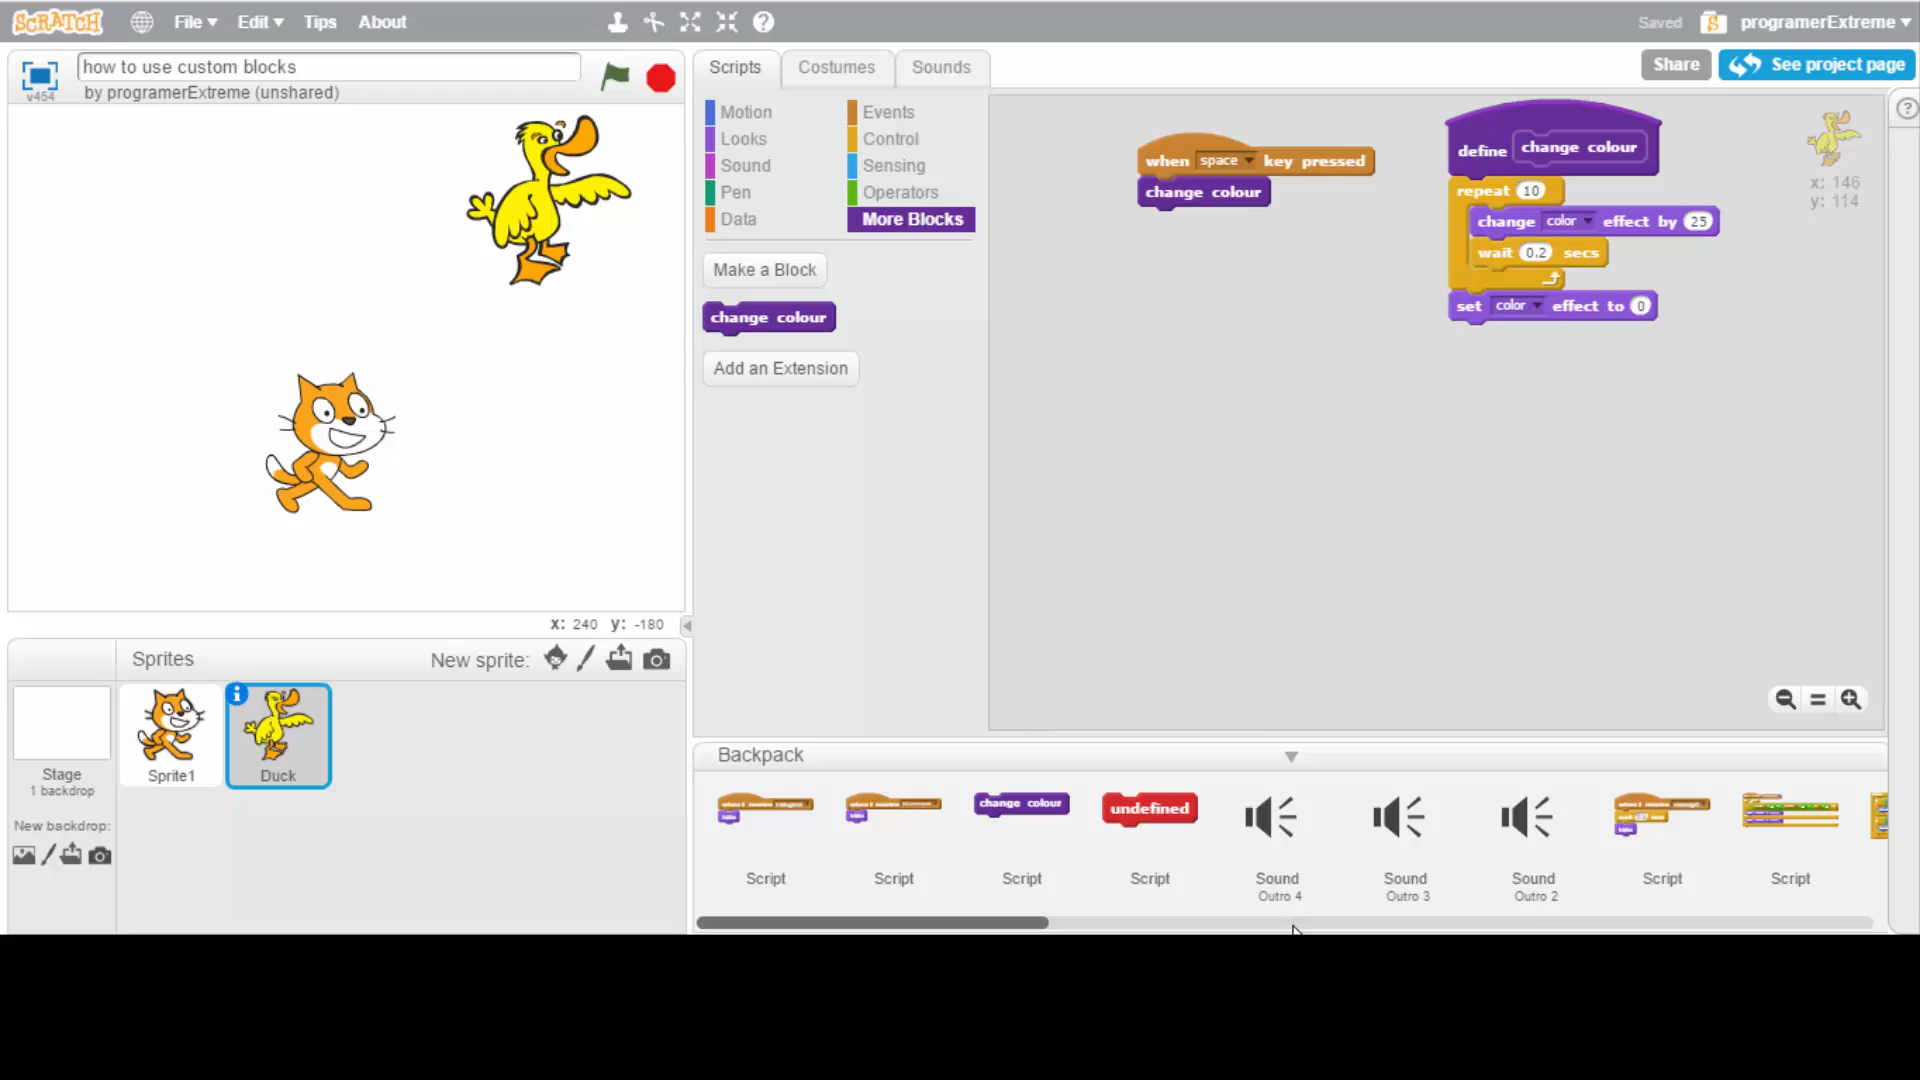 SCRATCH File Edit Tips About Saved programerExtreme
how to use custom blocks
by programerExtreme (unshared)
v454
Scripts Costumes Sounds
Share See project page
Motion Events
Looks Control
Sound Sensing
Pen Operators
Data More Blocks
Make a Block
change colour
Add an Extension
when space key pressed
change colour
define change colour
repeat 10
change color effect by 25
wait 0.2 secs
set color effect to 0
x: 146
y: 114
x: 240 y: -180
Sprites New sprite:
Stage
1 backdrop
New backdrop:
Sprite1
Duck
Backpack
change colour
undefined
Script Script Script Script Sound Sound Sound Script Script
Outro 4 Outro 3 Outro 2